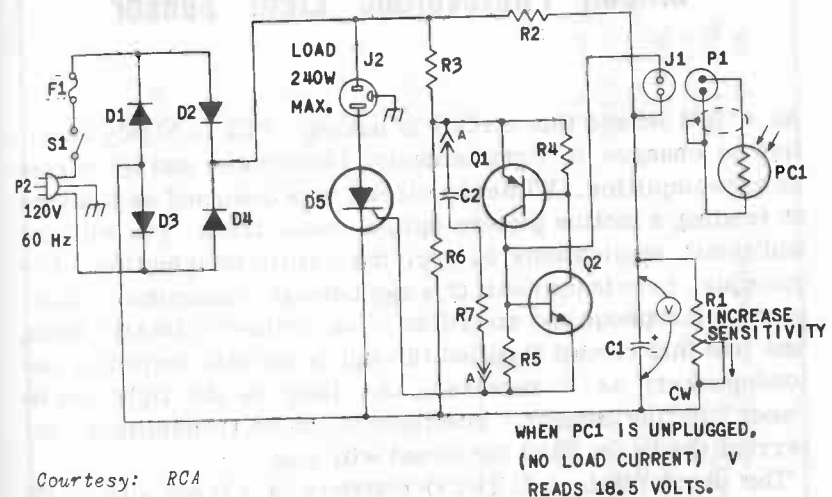 R2
LOAD
240W
MAX.
J2
R3
J1
P1
F1
D1
D2
S1
P2
120V
60 Hz
D3
D4
D5
A
C2
Q1
R4
PC1
R6
Q2
R7
A
R5
C1
+
V
R1
INCREASE
SENSITIVITY
CW
WHEN PC1 IS UNPLUGGED,
(NO LOAD CURRENT) V
READS 18.5 VOLTS.
Courtesy: RCA